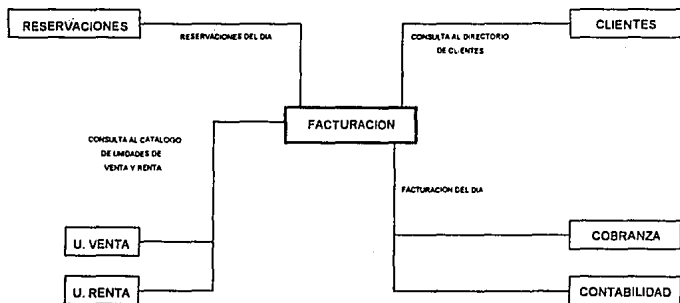 RESERVACIONES
RESERVACIONES DEL DIA
CONSULTA AL DIRECTORIO
DE CLIENTES
CLIENTES
FACTURACION
CONSULTA AL CATALOGO
DE UNIDADES DE
VENTA Y RENTA
FACTURACION DEL DIA
U. VENTA
COBRANZA
U. RENTA
CONTABILIDAD